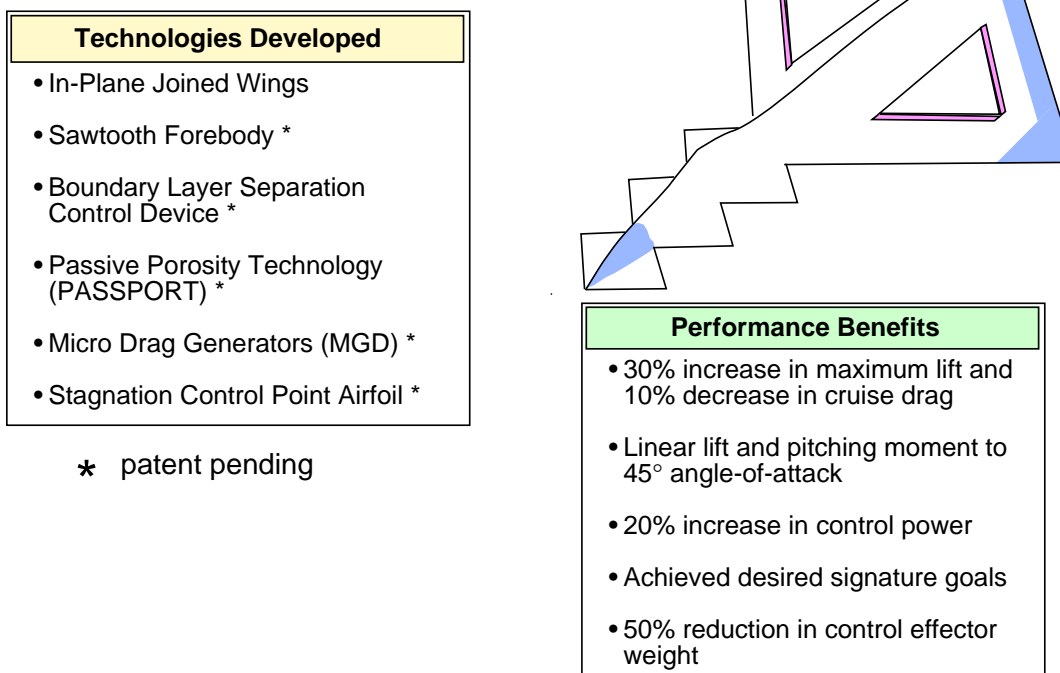 Technologies Developed
• In-Plane Joined Wings
• Sawtooth Forebody *
• Boundary Layer Separation
Control Device *
• Passive Porosity Technology
(PASSPORT) *
• Micro Drag Generators (MGD) *
• Stagnation Control Point Airfoil *
* patent pending
Performance Benefits
• 30% increase in maximum lift and
10% decrease in cruise drag
• Linear lift and pitching moment to
45° angle-of-attack
• 20% increase in control power
• Achieved desired signature goals
• 50% reduction in control effector
weight